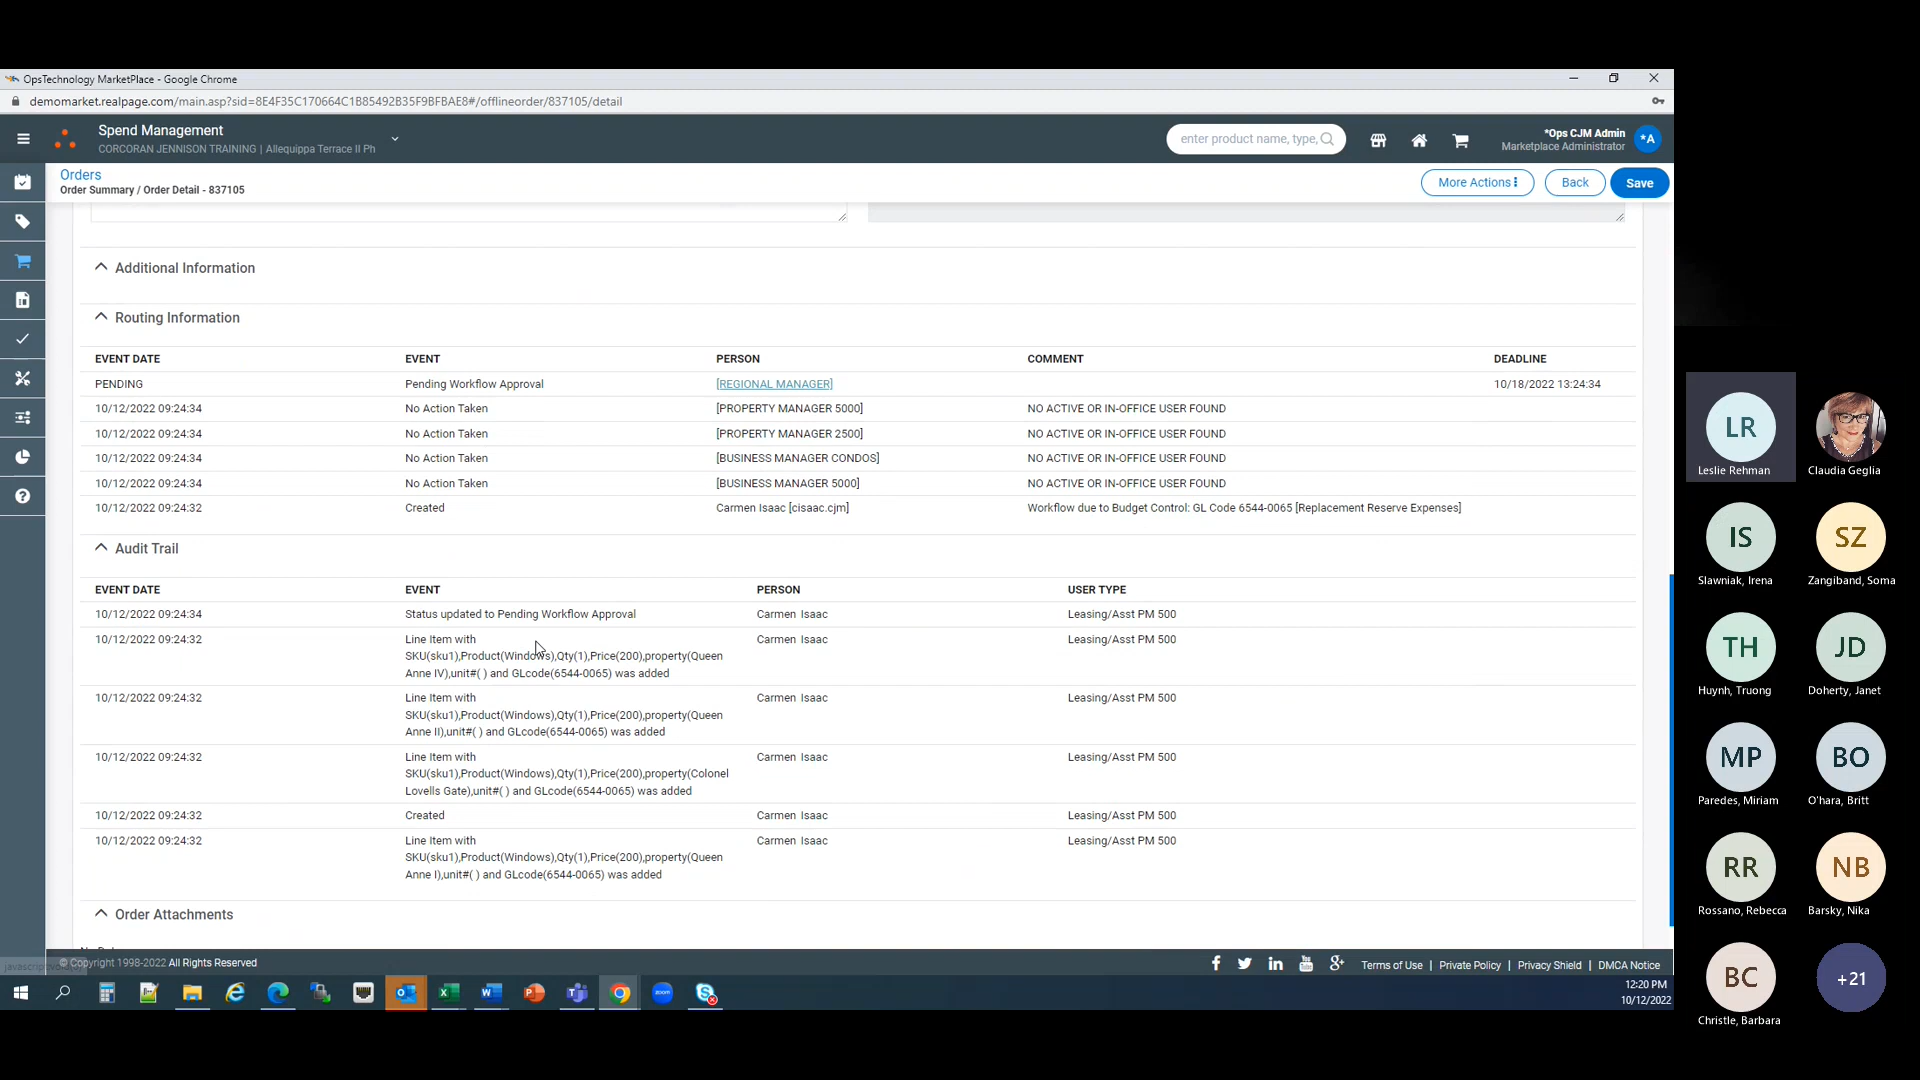 OpsTechnology MarketPlace - Google Chrome
demomarket.realpage.com/main.asp?sid=8E4F35C170664C1B85492B35F9BFBAE8#/offlineorder/837105/detail
Spend Management
CORCORAN JENNISON TRAINING | Allequippa Terrace II Ph
enter product name, type,
*Ops CJM Admin
Marketplace Administrator
*A
Orders
Order Summary / Order Detail - 837105
More Actions
Back
Save
Additional Information
Routing Information
EVENT DATE EVENT PERSON COMMENT DEADLINE
PENDING Pending Workflow Approval [REGIONAL MANAGER] 10/18/2022 13:24:34
10/12/2022 09:24:34 No Action Taken [PROPERTY MANAGER 5000] NO ACTIVE OR IN-OFFICE USER FOUND
10/12/2022 09:24:34 No Action Taken [PROPERTY MANAGER 2500] NO ACTIVE OR IN-OFFICE USER FOUND
10/12/2022 09:24:34 No Action Taken [BUSINESS MANAGER CONDOS] NO ACTIVE OR IN-OFFICE USER FOUND
10/12/2022 09:24:34 No Action Taken [BUSINESS MANAGER 5000] NO ACTIVE OR IN-OFFICE USER FOUND
10/12/2022 09:24:32 Created Carmen Isaac [cisaac.cjm] Workflow due to Budget Control: GL Code 6544-0065 [Replacement Reserve Expenses]
Audit Trail
EVENT DATE EVENT PERSON USER TYPE
10/12/2022 09:24:34 Status updated to Pending Workflow Approval Carmen Isaac Leasing/Asst PM 500
10/12/2022 09:24:32 Line Item with Carmen Isaac Leasing/Asst PM 500
SKU(sku1),Product(Windows),Qty(1),Price(200),property(Queen
Anne IV),unit#( ) and GLcode(6544-0065) was added
10/12/2022 09:24:32 Line Item with Carmen Isaac Leasing/Asst PM 500
SKU(sku1),Product(Windows),Qty(1),Price(200),property(Queen
Anne II),unit#( ) and GLcode(6544-0065) was added
10/12/2022 09:24:32 Line Item with Carmen Isaac Leasing/Asst PM 500
SKU(sku1),Product(Windows),Qty(1),Price(200),property(Colonel
Lovells Gate),unit#( ) and GLcode(6544-0065) was added
10/12/2022 09:24:32 Created Carmen Isaac Leasing/Asst PM 500
10/12/2022 09:24:32 Line Item with Carmen Isaac Leasing/Asst PM 500
SKU(sku1),Product(Windows),Qty(1),Price(200),property(Queen
Anne I),unit#( ) and GLcode(6544-0065) was added
Order Attachments
© Copyright 1998-2022 All Rights Reserved
Terms of Use | Private Policy | Privacy Shield | DMCA Notice
12:20 PM
10/12/2022
LR
Leslie Rehman
Claudia Geglia
IS
Slawniak, Irena
SZ
Zangiband, Soma
TH
Huynh, Truong
JD
Doherty, Janet
MP
Paredes, Miriam
BO
O'hara, Britt
RR
Rossano, Rebecca
NB
Barsky, Nika
BC
Christle, Barbara
+21